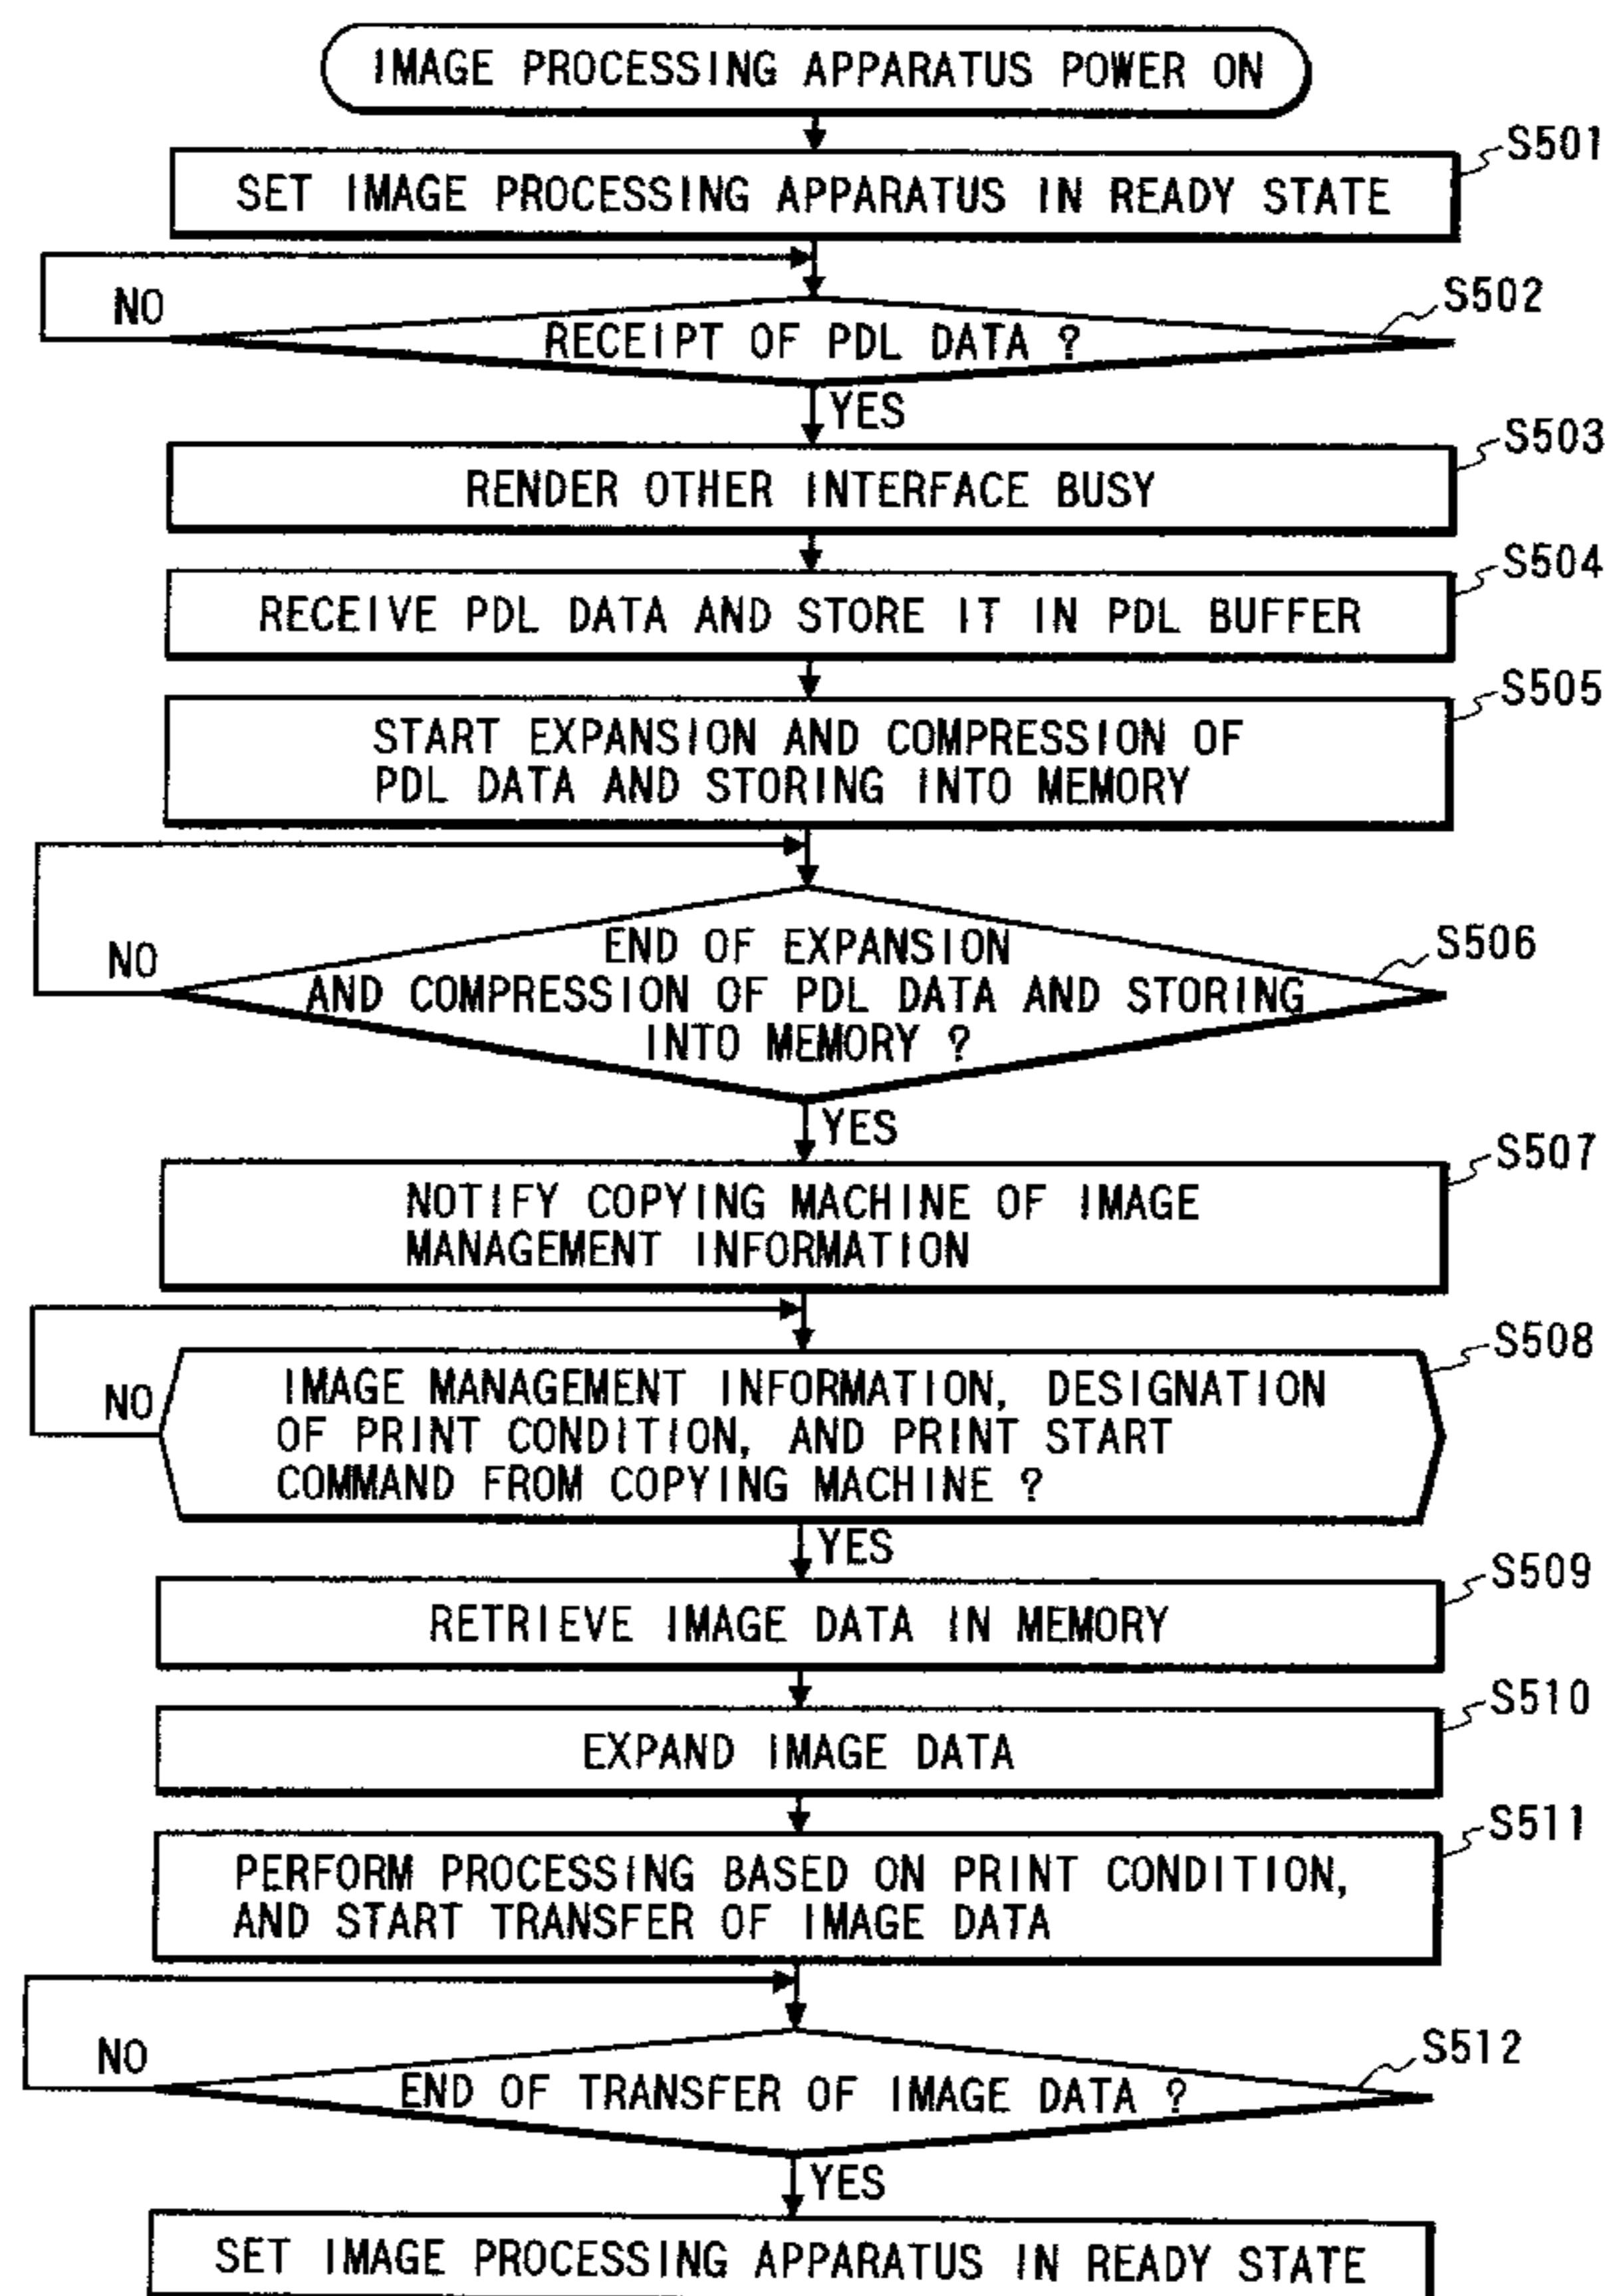 IMAGE PROCESSING APPARATUS POWER ON
S501
SET IMAGE PROCESSING APPARATUS IN READY STATE
NO
S502
RECEIPT OF PDL DATA ?
YES
S503
RENDER OTHER INTERFACE BUSY
S504
RECEIVE PDL DATA AND STORE IT IN PDL BUFFER
S505
START EXPANSION AND COMPRESSION OF
PDL DATA AND STORING INTO MEMORY
NO
S506
END OF EXPANSION
AND COMPRESSION OF PDL DATA AND STORING
INTO MEMORY ?
YES
S507
NOTIFY COPYING MACHINE OF IMAGE
MANAGEMENT INFORMATION
S508
NO
IMAGE MANAGEMENT INFORMATION, DESIGNATION
OF PRINT CONDITION, AND PRINT START
COMMAND FROM COPYING MACHINE ?
YES
S509
RETRIEVE IMAGE DATA IN MEMORY
S510
EXPAND IMAGE DATA
S511
PERFORM PROCESSING BASED ON PRINT CONDITION,
AND START TRANSFER OF IMAGE DATA
NO
S512
END OF TRANSFER OF IMAGE DATA ?
YES
SET IMAGE PROCESSING APPARATUS IN READY STATE